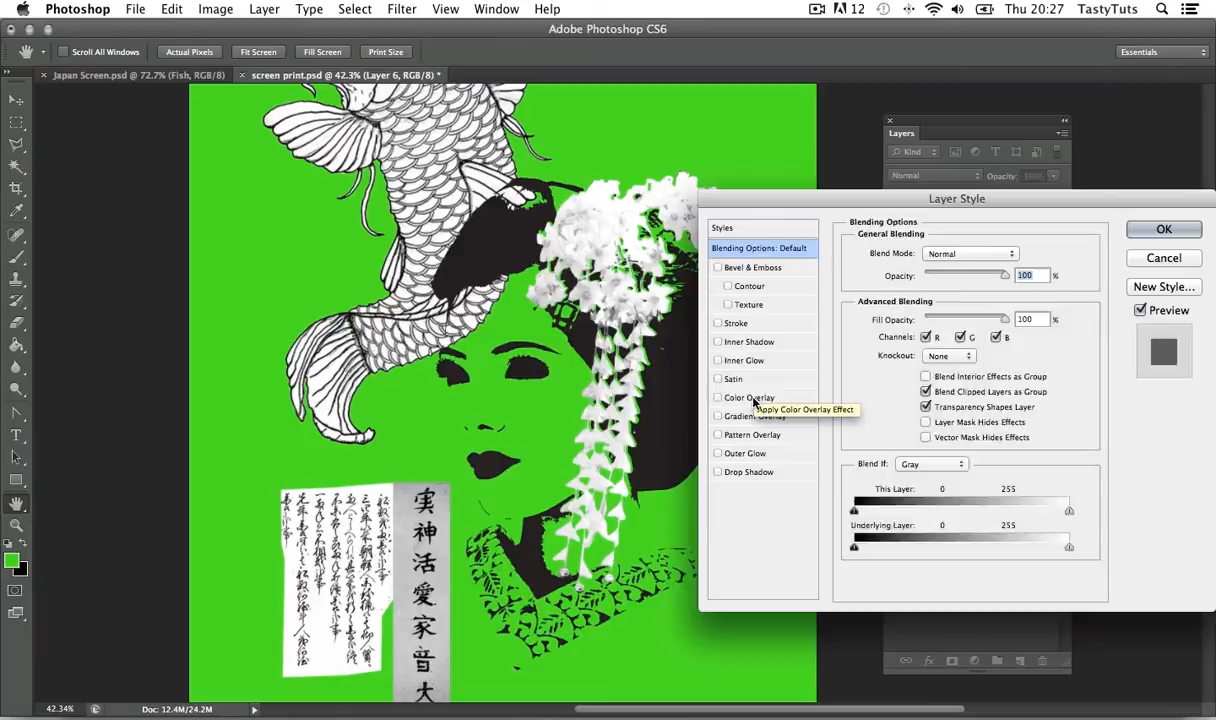 Photoshop File Edit Image Layer Type Select Filter View Window Help 12 Thu 20:27 TastyTuts
Adobe Photoshop CS6
Scroll All Windows Actual Pixels Fit Screen Fill Screen Print Size Essentials
Japan Screen.psd @ 72.7% (Fish, RGB/8) screen print.psd @ 42.3% (Layer 6, RGB/8) *
Layers
Kind
Normal Opacity: 100%
Layer Style
Styles
Blending Options: Default
Bevel & Emboss
Contour
Texture
Stroke
Inner Shadow
Inner Glow
Satin
Color Overlay
Apply Color Overlay Effect
Gradient Overlay
Pattern Overlay
Outer Glow
Drop Shadow
Blending Options
General Blending
Blend Mode: Normal
Opacity: 100 %
Advanced Blending
Fill Opacity: 100 %
Channels: R G B
Knockout: None
Blend Interior Effects as Group
Blend Clipped Layers as Group
Transparency Shapes Layer
Layer Mask Hides Effects
Vector Mask Hides Effects
Blend If: Gray
This Layer: 0 255
Underlying Layer: 0 255
OK
Cancel
New Style...
Preview
実
神
活
愛
家
音
大
42.34% Doc: 12.4M/24.2M